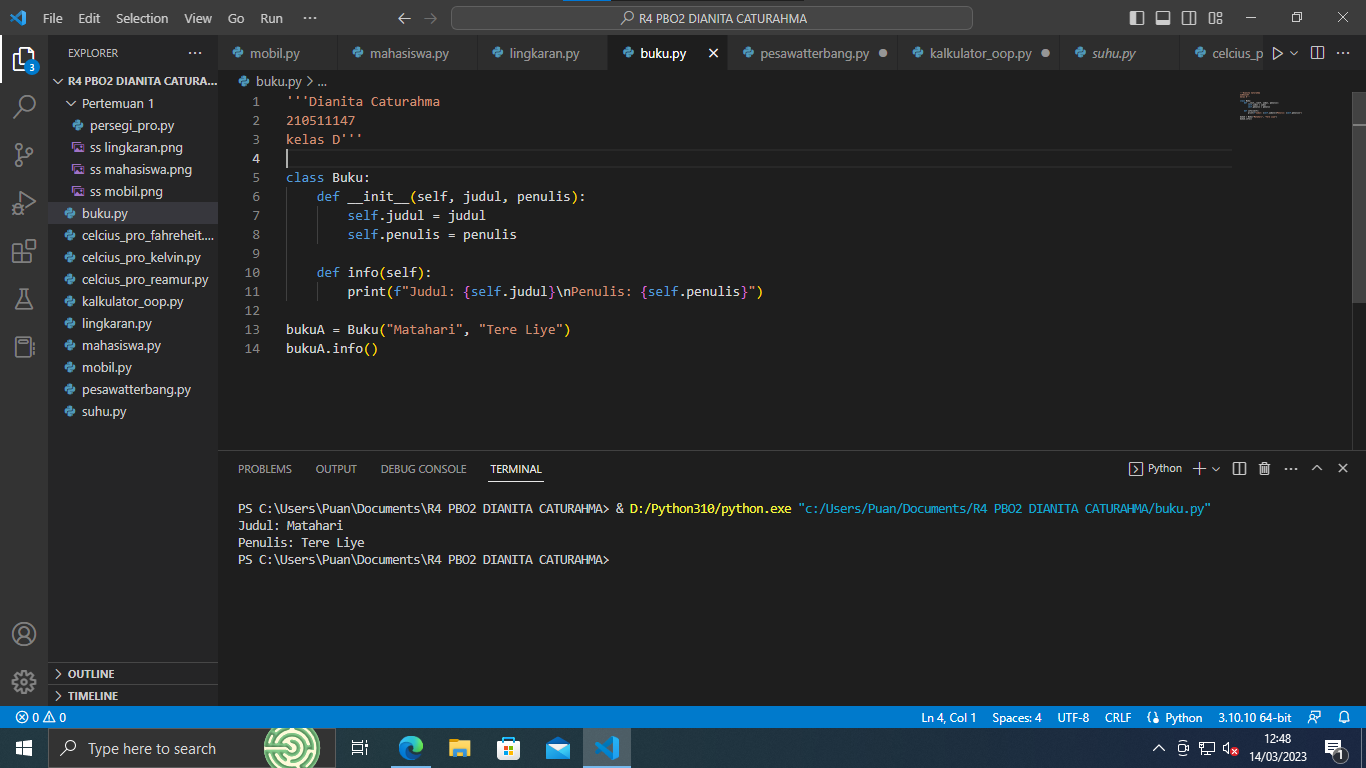 File Edit Selection View Go Run ··· R4 PBO2 DIANITA CATURAHMA
EXPLORER ···
mobil.py mahasiswa.py lingkaran.py buku.py pesawatterbang.py kalkulator_oop.py suhu.py celcius_p
3
R4 PBO2 DIANITA CATURA...
Pertemuan 1
persegi_pro.py
ss lingkaran.png
ss mahasiswa.png
ss mobil.png
buku.py
celcius_pro_fahreheit....
celcius_pro_kelvin.py
celcius_pro_reamur.py
kalkulator_oop.py
lingkaran.py
mahasiswa.py
mobil.py
pesawatterbang.py
suhu.py
OUTLINE
TIMELINE
buku.py > ...
1 '''Dianita Caturahma
2 210511147
3 kelas D'''
4
5 class Buku:
6 def __init__(self, judul, penulis):
7 self.judul = judul
8 self.penulis = penulis
9
10 def info(self):
11 print(f"Judul: {self.judul}\nPenulis: {self.penulis}")
12
13 bukuA = Buku("Matahari", "Tere Liye")
14 bukuA.info()
PROBLEMS OUTPUT DEBUG CONSOLE TERMINAL Python
PS C:\Users\Puan\Documents\R4 PBO2 DIANITA CATURAHMA> & D:/Python310/python.exe "c:/Users/Puan/Documents/R4 PBO2 DIANITA CATURAHMA/buku.py"
Judul: Matahari
Penulis: Tere Liye
PS C:\Users\Puan\Documents\R4 PBO2 DIANITA CATURAHMA>
0 0 Ln 4, Col 1 Spaces: 4 UTF-8 CRLF Python 3.10.10 64-bit
Type here to search
12:48
14/03/2023
1